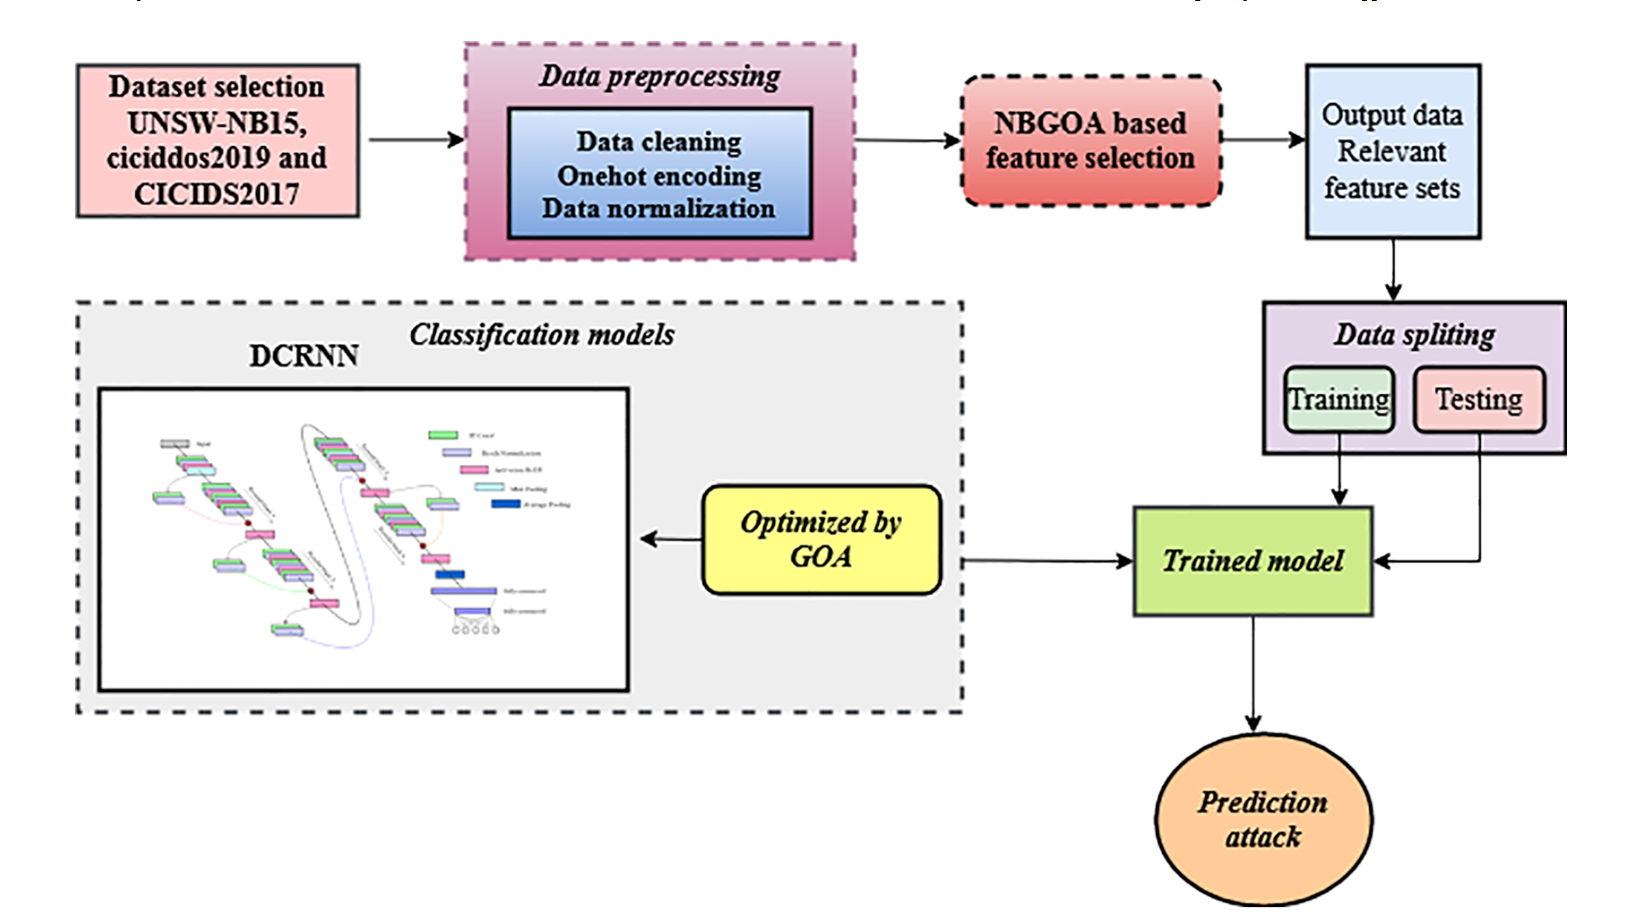 Dataset selection
UNSW-NB15,
ciciddos2019 and
CICIDS2017
Data preprocessing
Data cleaning
Onehot encoding
Data normalization
NBGOA based
feature selection
Output data
Relevant
feature sets
Data spliting
Training
Testing
Classification models
DCRNN
Optimized by
GOA
Trained model
Prediction
attack